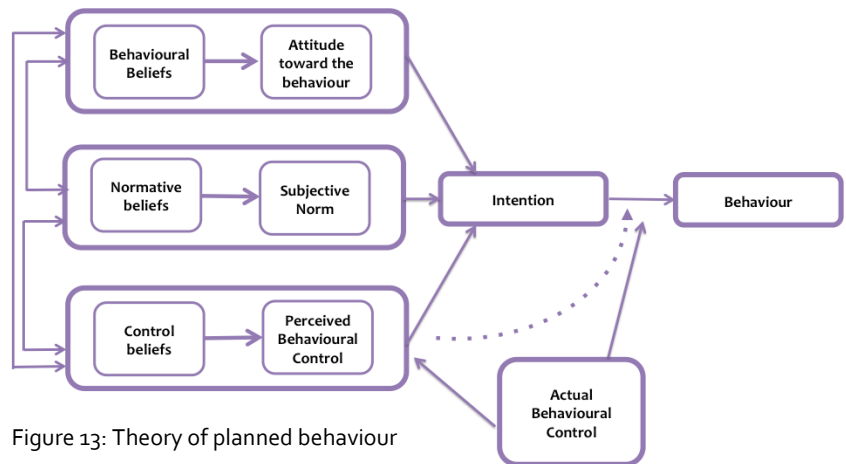 Behavioural
Beliefs
Attitude
toward the
behaviour
Normative
beliefs
Subjective
Norm
Intention
Behaviour
Control
beliefs
Perceived
Behavioural
Control
Actual
Behavioural
Control
Figure 13: Theory of planned behaviour